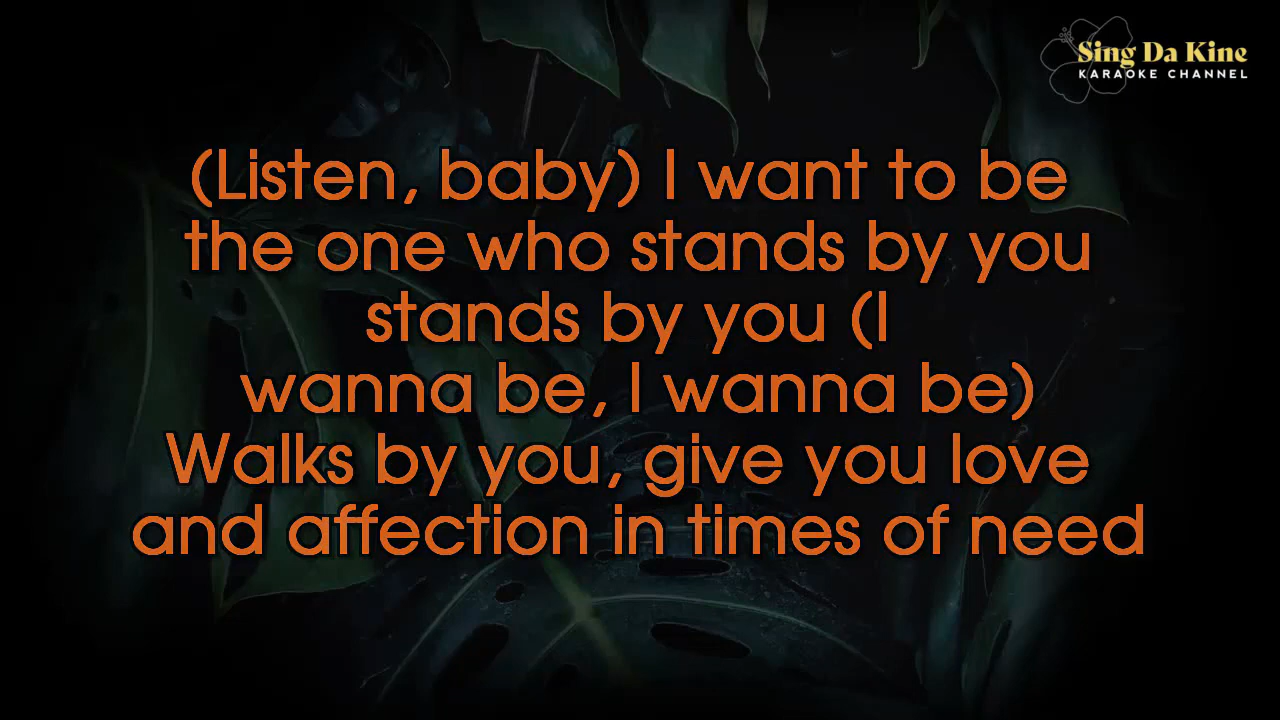 Sing Da Kine
KARAOKE CHANNEL
(Listen, baby) I want to be
the one who stands by you
stands by you (I
wanna be, I wanna be)
Walks by you, give you love
and affection in times of need